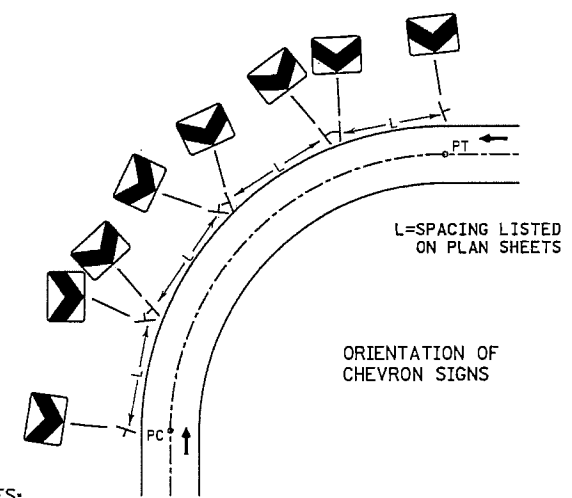 L
L
PT
L
L=SPACING LISTED
ON PLAN SHEETS
L
ORIENTATION OF
CHEVRON SIGNS
PC